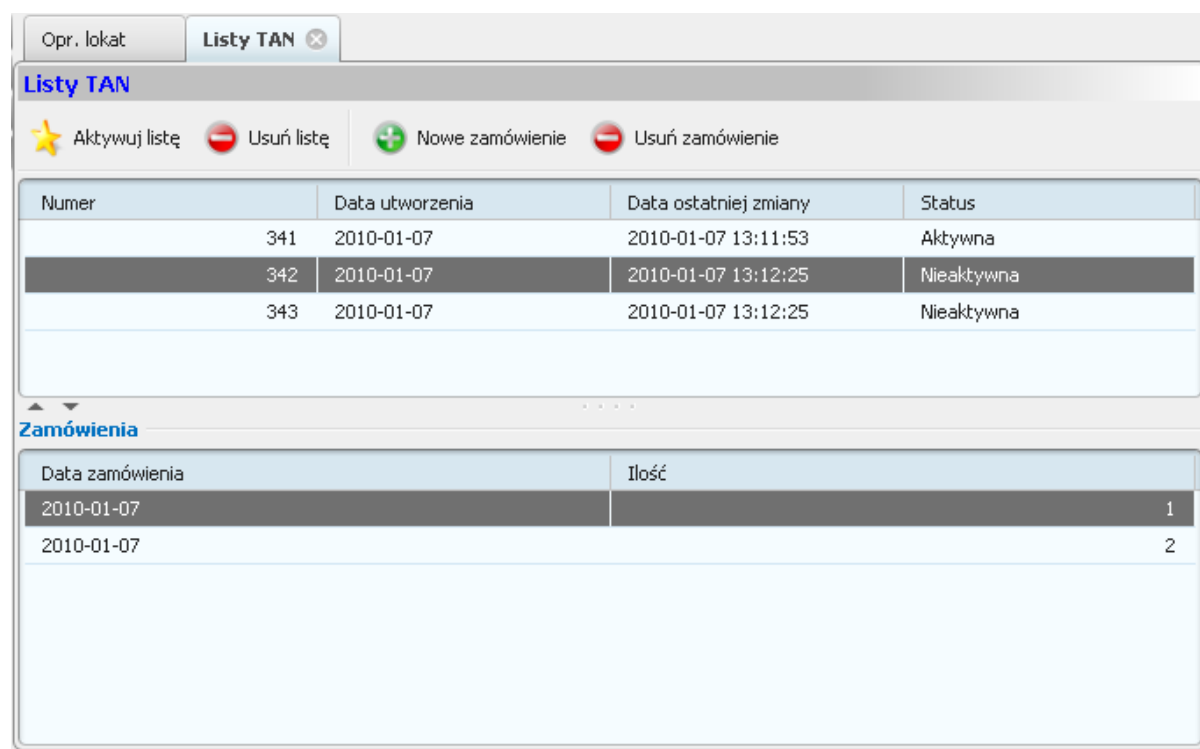 Opr. lokat Listy TAN
Listy TAN
Aktywuj listę Usuń listę Nowe zamówienie Usuń zamówienie
Numer Data utworzenia Data ostatniej zmiany Status
341 2010-01-07 2010-01-07 13:11:53 Aktywna
342 2010-01-07 2010-01-07 13:12:25 Nieaktywna
343 2010-01-07 2010-01-07 13:12:25 Nieaktywna
Zamówienia
Data zamówienia Ilość
2010-01-07 1
2010-01-07 2